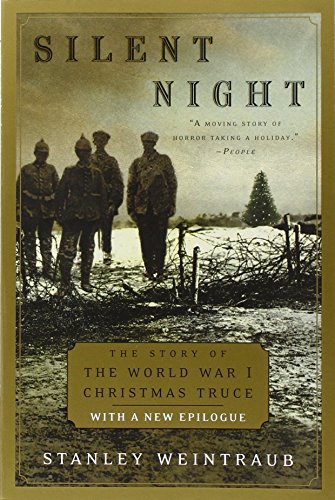 SILENT
NIGHT
"A MOVING STORY OF
HORROR TAKING A HOLIDAY."
—PEOPLE
THE STORY OF
THE WORLD WAR I
CHRISTMAS TRUCE
WITH A NEW EPILOGUE
STANLEY WEINTRAUB